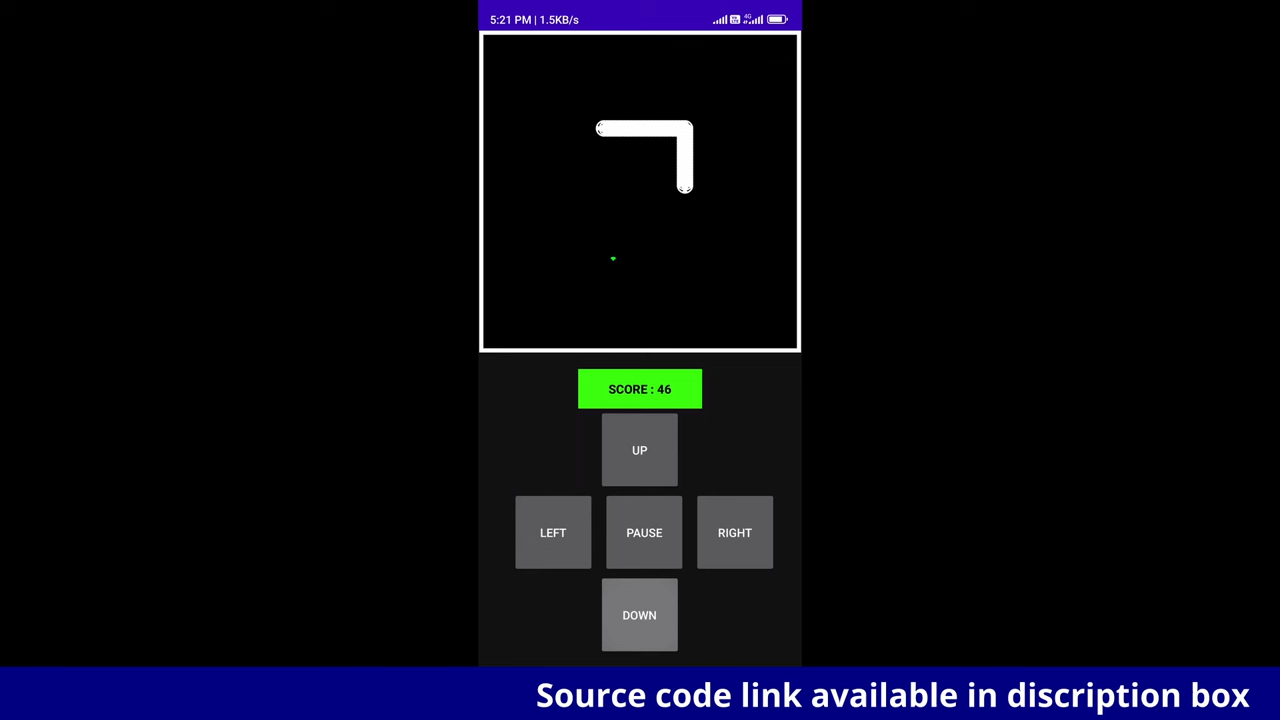 5:21 PM | 1.5KB/s
4G
SCORE : 46
UP
LEFT PAUSE RIGHT
DOWN
Source code link available in discription box